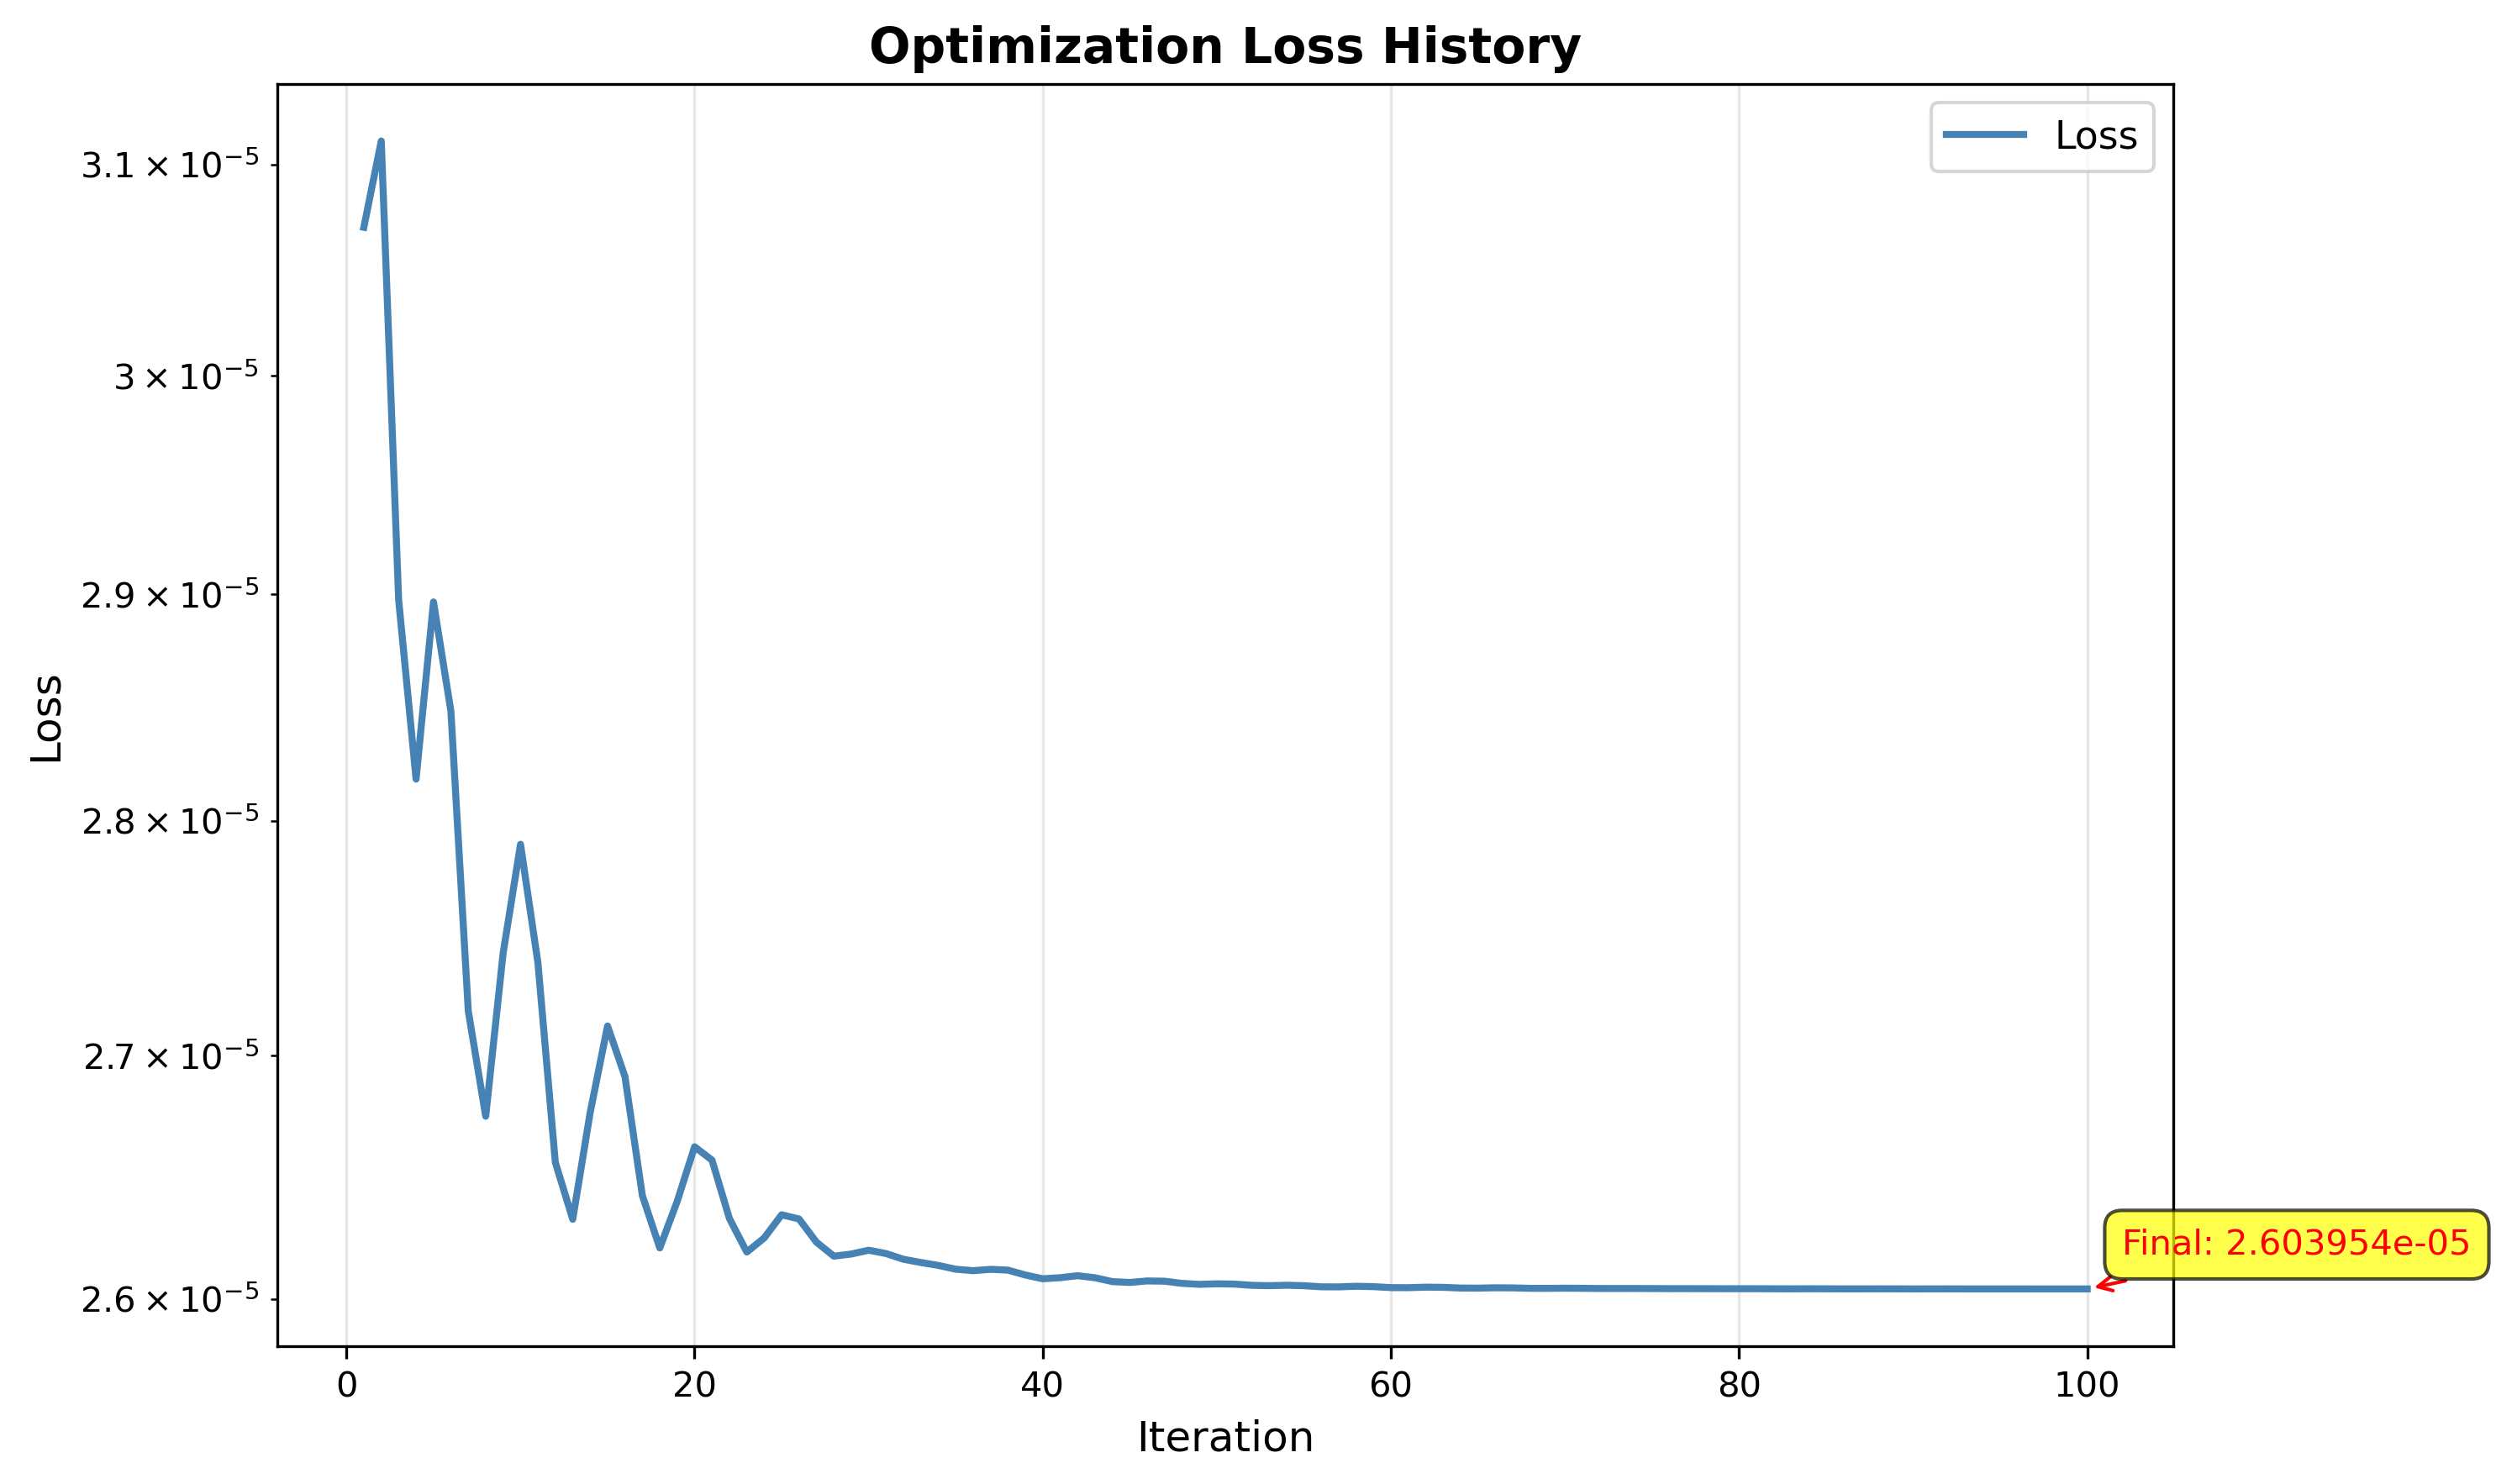 Optimization Loss History
Loss
3.1 × 10⁻⁵
3 × 10⁻⁵
2.9 × 10⁻⁵
2.8 × 10⁻⁵
2.7 × 10⁻⁵
2.6 × 10⁻⁵
Loss
Final: 2.603954e-05
0 20 40 60 80 100
Iteration